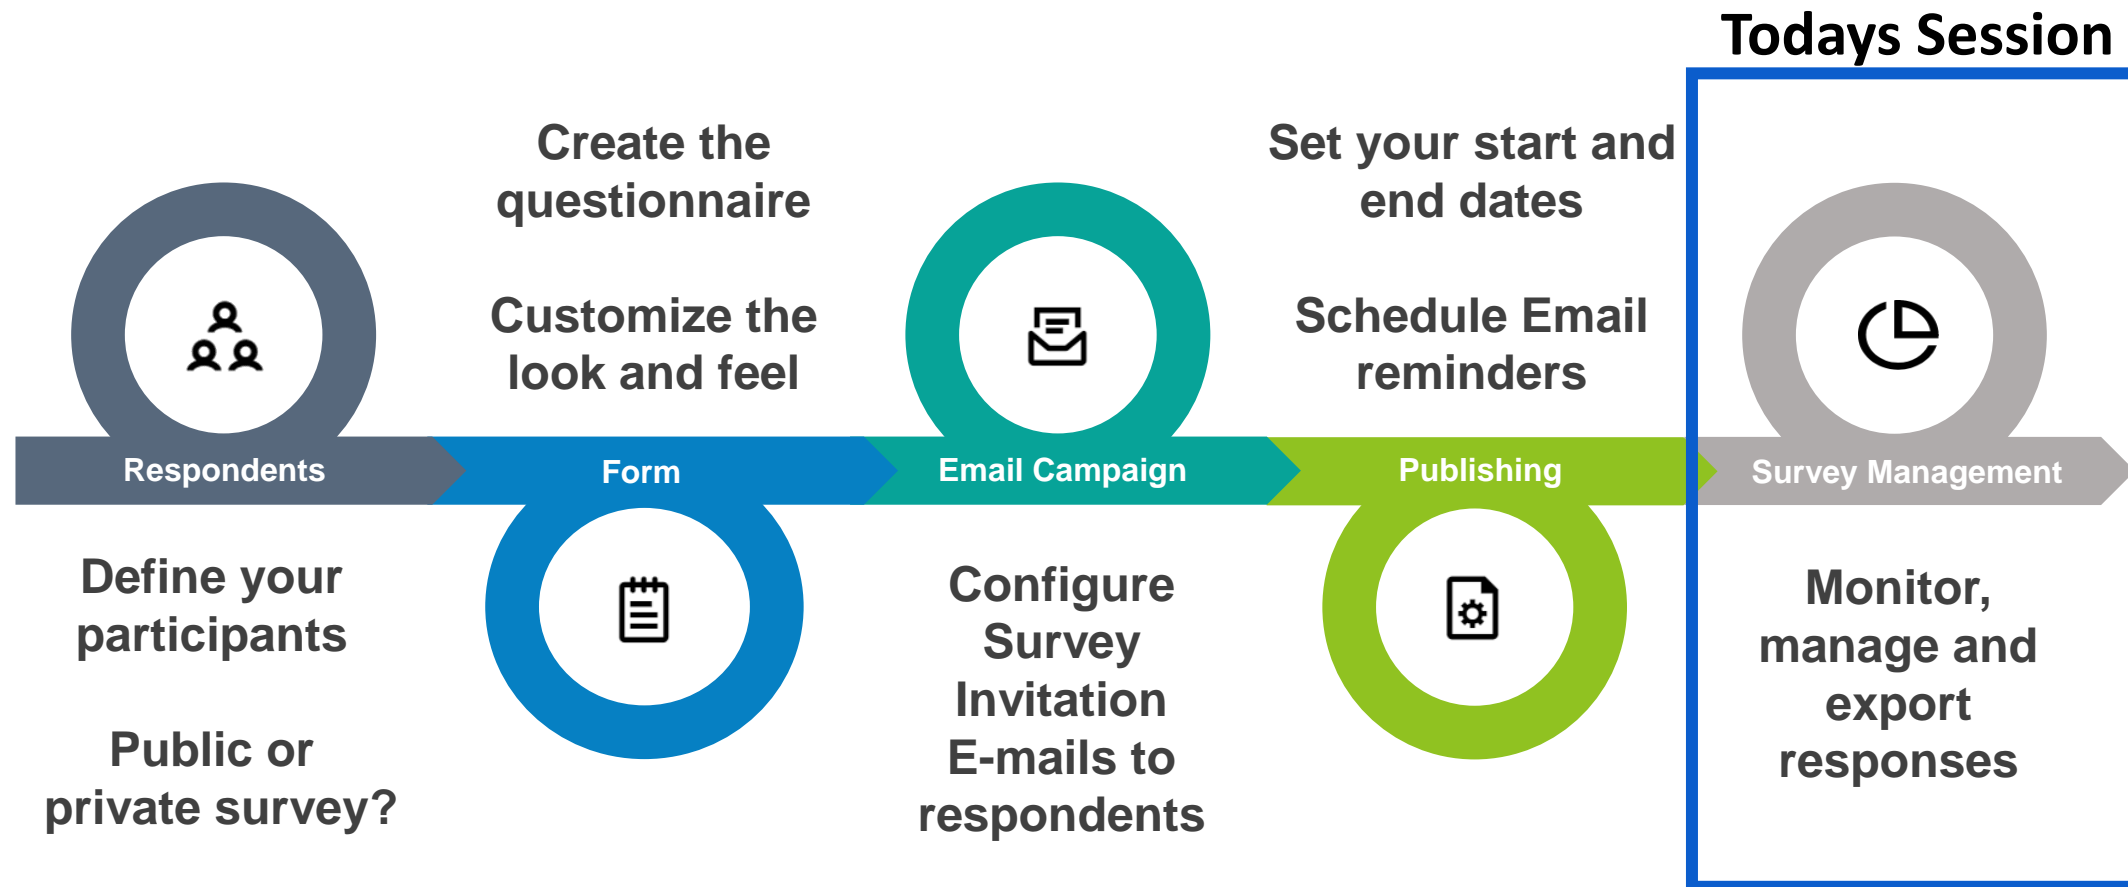 Todays Session
Create the
questionnaire
Customize the
look and feel
Set your start and
end dates
Schedule Email
reminders
Respondents
Form
Email Campaign
Publishing
Survey Management
Define your
participants
Public or
private survey?
Configure
Survey
Invitation
E-mails to
respondents
Monitor,
manage and
export
responses